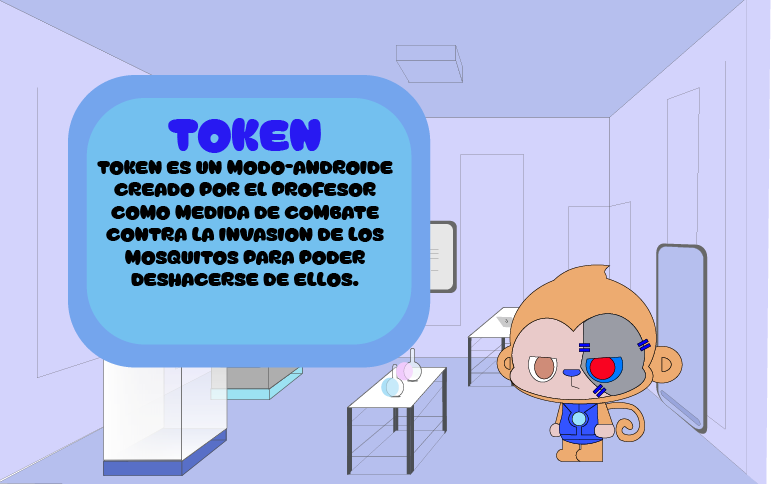 TOKEN
TOKEN ES UN MODO-ANDROIDE
CREADO POR EL PROFESOR
COMO MEDIDA DE COMBATE
CONTRA LA INVASION DE LOS
MOSQUITOS PARA PODER
DESHACERSE DE ELLOS.